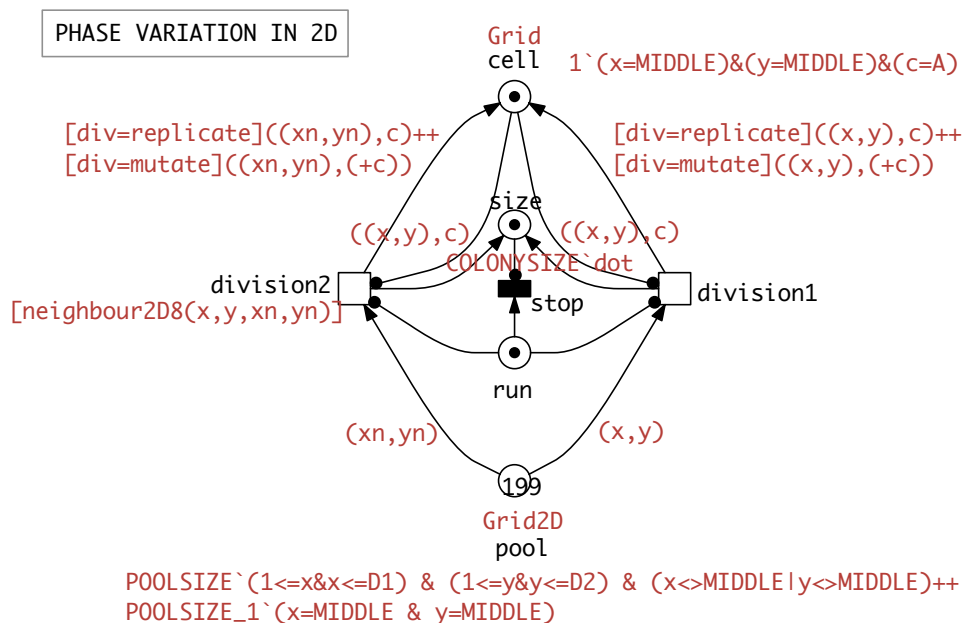 PHASE VARIATION IN 2D
Grid
cell
1`(x=MIDDLE)&(y=MIDDLE)&(c=A)
[div=replicate]((xn,yn),c)++
[div=mutate]((xn,yn),(+c))
[div=replicate]((x,y),c)++
[div=mutate]((x,y),(+c))
size
((x,y),c)
((x,y),c)
COLONYSIZE`dot
division2
[neighbour2D8(x,y,xn,yn)]
stop
division1
run
(xn,yn)
(x,y)
199
Grid2D
pool
POOLSIZE`(1<=x&x<=D1) & (1<=y&y<=D2) & (x<>MIDDLE|y<>MIDDLE)++
POOLSIZE_1`(x=MIDDLE & y=MIDDLE)